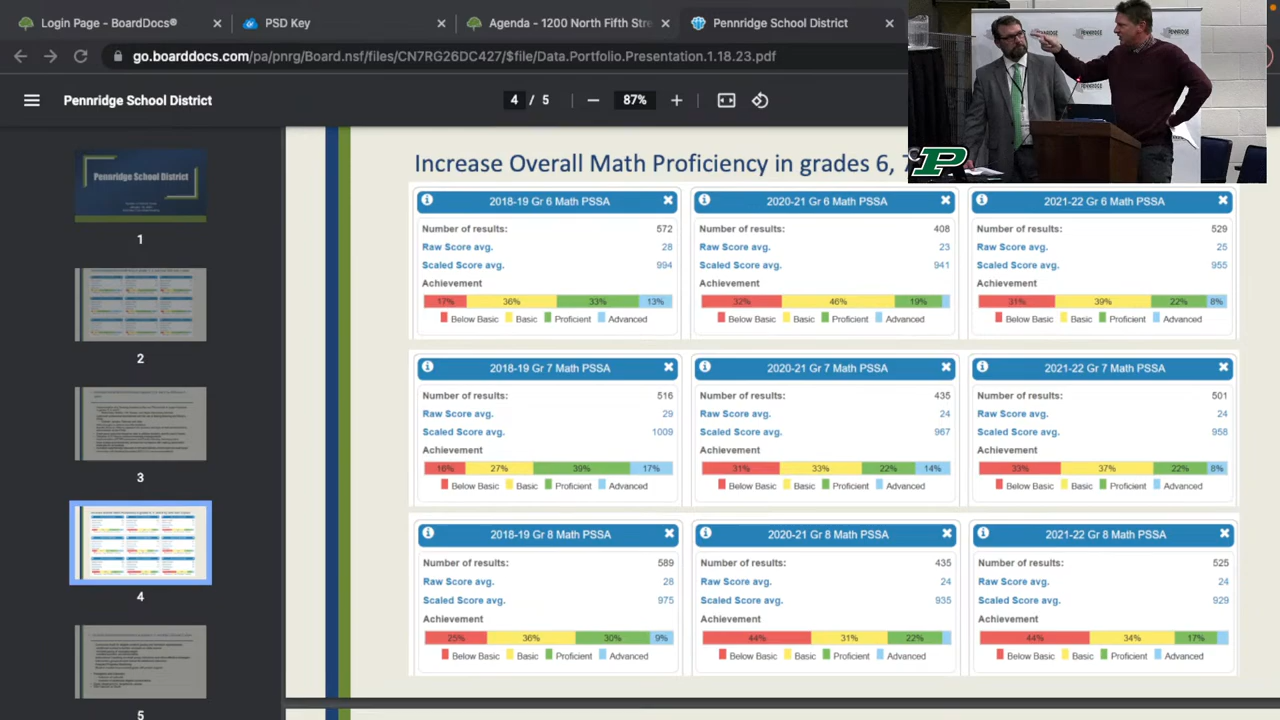 Login Page - BoardDocs®
PSD Key
Agenda - 1200 North Fifth Stre
Pennridge School District
go.boarddocs.com/pa/pnrg/Board.nsf/files/CN7RG26DC427/$file/Data.Portfolio.Presentation.1.18.23.pdf
Pennridge School District
4 / 5
87%
PENNRIDGE
P
Pennridge School District
1
2
3
4
5
Increase Overall Math Proficiency in grades 6, 7
2018-19 Gr 6 Math PSSA
Number of results: 572
Raw Score avg. 28
Scaled Score avg. 994
Achievement
17% 36% 33% 13%
Below Basic Basic Proficient Advanced
2020-21 Gr 6 Math PSSA
Number of results: 408
Raw Score avg. 23
Scaled Score avg. 941
Achievement
32% 46% 19%
Below Basic Basic Proficient Advanced
2021-22 Gr 6 Math PSSA
Number of results: 529
Raw Score avg. 25
Scaled Score avg. 955
Achievement
31% 39% 22% 8%
Below Basic Basic Proficient Advanced
2018-19 Gr 7 Math PSSA
Number of results: 516
Raw Score avg. 29
Scaled Score avg. 1009
Achievement
16% 27% 39% 17%
Below Basic Basic Proficient Advanced
2020-21 Gr 7 Math PSSA
Number of results: 435
Raw Score avg. 24
Scaled Score avg. 967
Achievement
31% 33% 22% 14%
Below Basic Basic Proficient Advanced
2021-22 Gr 7 Math PSSA
Number of results: 501
Raw Score avg. 24
Scaled Score avg. 958
Achievement
33% 37% 22% 8%
Below Basic Basic Proficient Advanced
2018-19 Gr 8 Math PSSA
Number of results: 589
Raw Score avg. 28
Scaled Score avg. 975
Achievement
25% 36% 30% 9%
Below Basic Basic Proficient Advanced
2020-21 Gr 8 Math PSSA
Number of results: 435
Raw Score avg. 24
Scaled Score avg. 935
Achievement
44% 31% 22%
Below Basic Basic Proficient Advanced
2021-22 Gr 8 Math PSSA
Number of results: 525
Raw Score avg. 24
Scaled Score avg. 929
Achievement
44% 34% 17%
Below Basic Basic Proficient Advanced